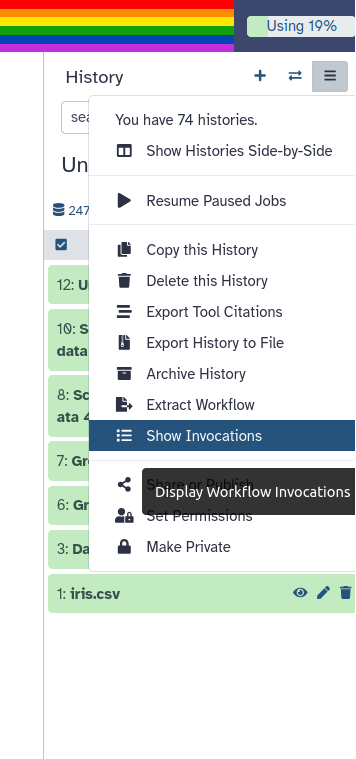 Using 19%
History
sea
You have 74 histories.
Show Histories Side-by-Side
Un
Resume Paused Jobs
247
Copy this History
Delete this History
12: U
Export Tool Citations
10: S
Export History to File
data
Archive History
8: Sc
Extract Workflow
ata 4
Show Invocations
7: Gr
Share or Publish
Display Workflow Invocations
6: Gr
Set Permissions
3: Da
Make Private
1: iris.csv